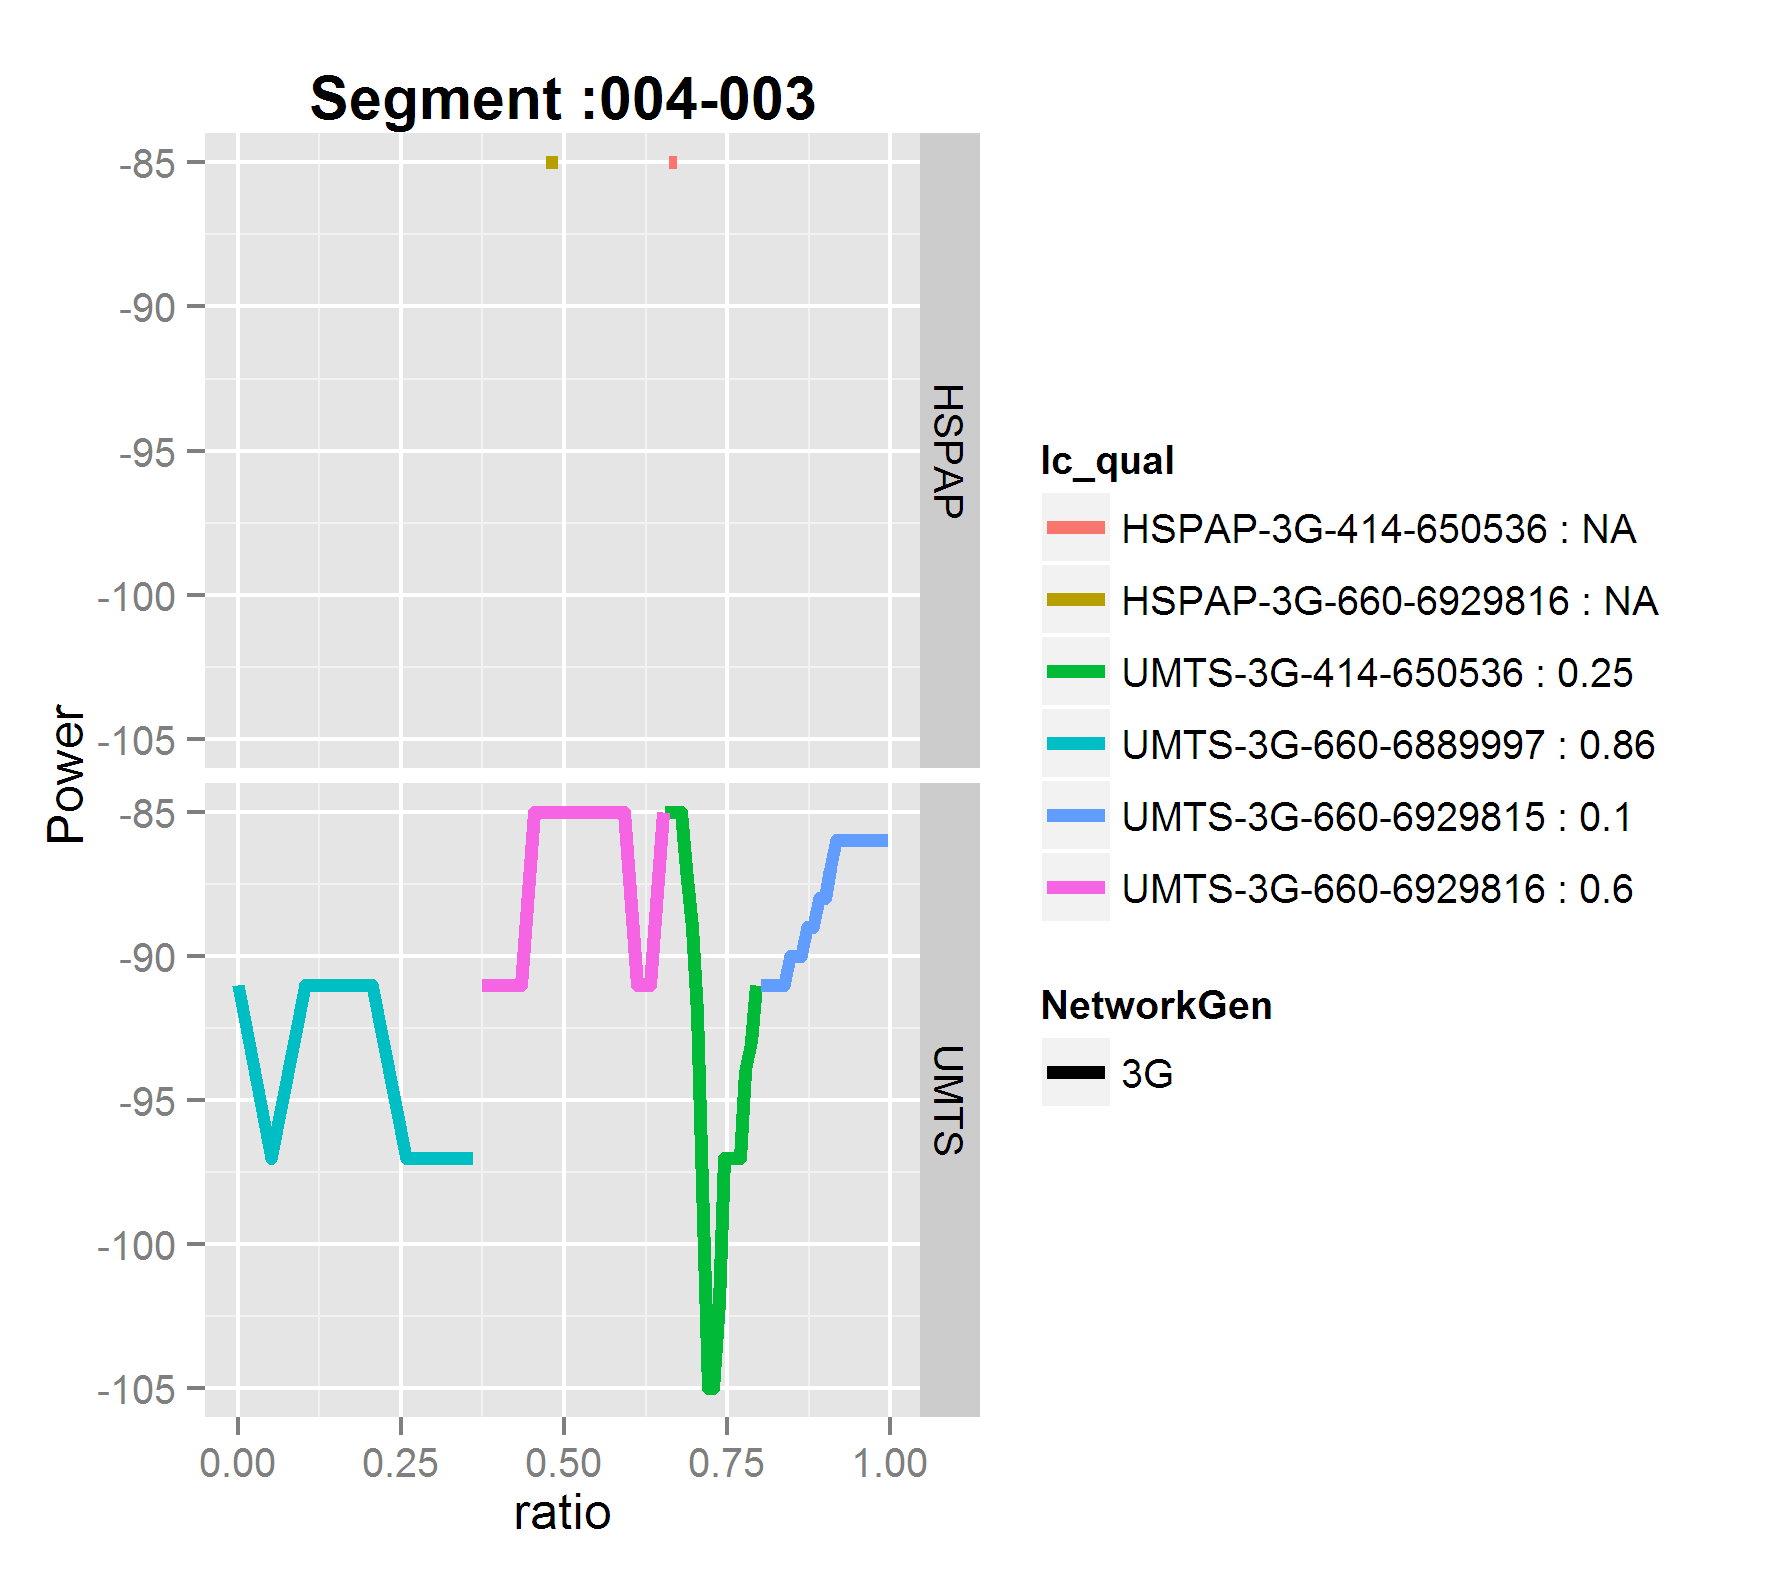 Segment :004-003
-85
-90
-95
-100
-105
HSPAP
Power
-85
-90
-95
-100
-105
UMTS
0.00 0.25 0.50 0.75 1.00
ratio
lc_qual
HSPAP-3G-414-650536 : NA
HSPAP-3G-660-6929816 : NA
UMTS-3G-414-650536 : 0.25
UMTS-3G-660-6889997 : 0.86
UMTS-3G-660-6929815 : 0.1
UMTS-3G-660-6929816 : 0.6
NetworkGen
3G